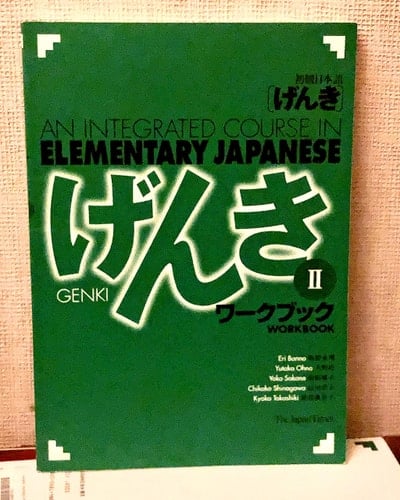 初級日本語
[げんき]
AN INTEGRATED COURSE IN
ELEMENTARY JAPANESE
げんき
GENKI
II
ワークブック
WORKBOOK
Eri Banno
Yutaka Ohno
Yoko Sakane
Chikako Shinagawa
Kyoko Tokashiki
The Japan Times